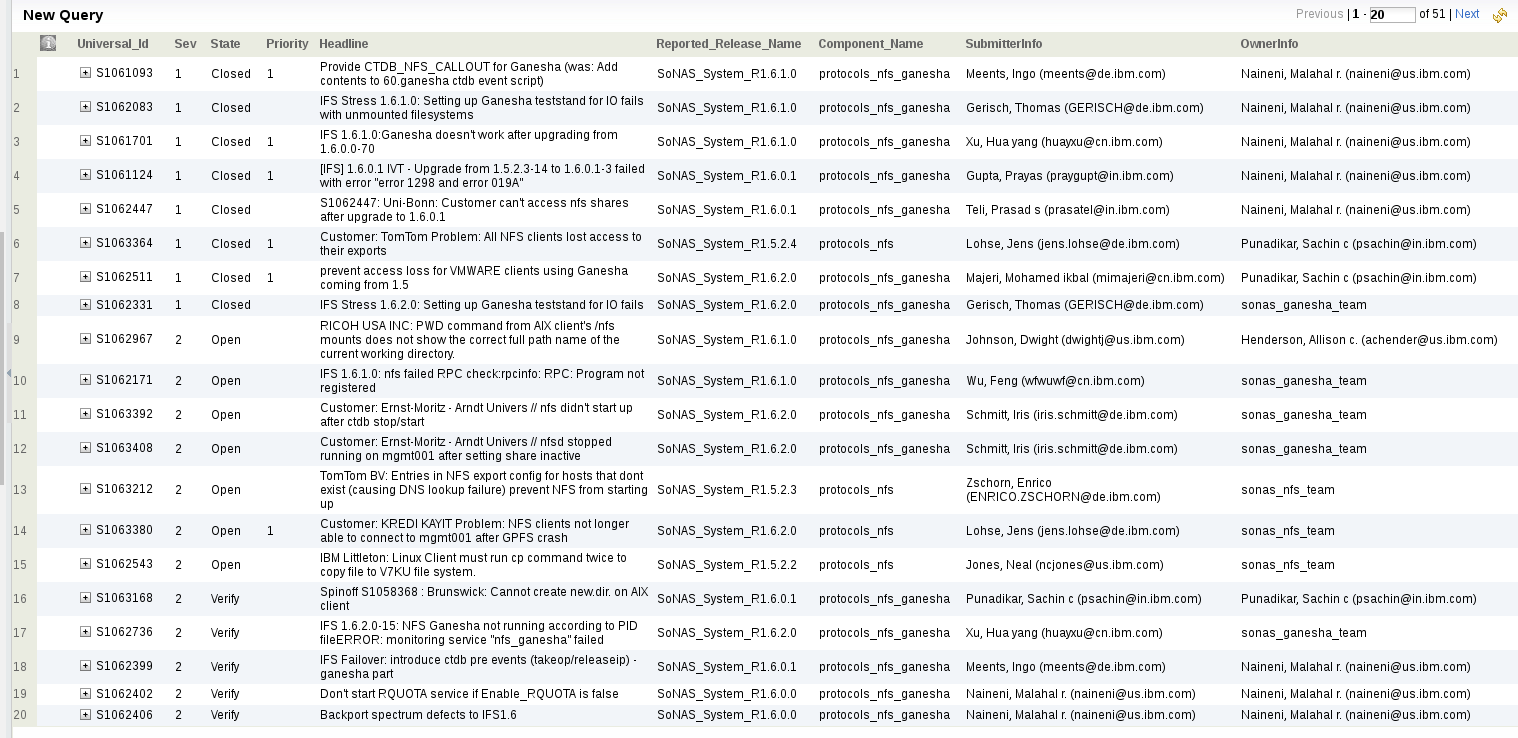 New Query
Previous | 1 - 20 of 51 | Next
Universal_Id Sev State Priority Headline Reported_Release_Name Component_Name SubmitterInfo OwnerInfo
1 S1061093 1 Closed 1 Provide CTDB_NFS_CALLOUT for Ganesha (was: Add SoNAS_System_R1.6.1.0 protocols_nfs_ganesha Meents, Ingo (meents@de.ibm.com) Naineni, Malahal r. (naineni@us.ibm.com)
contents to 60.ganesha ctdb event script)
2 S1062083 1 Closed IFS Stress 1.6.1.0: Setting up Ganesha teststand for IO fails SoNAS_System_R1.6.1.0 protocols_nfs_ganesha Gerisch, Thomas (GERISCH@de.ibm.com) Naineni, Malahal r. (naineni@us.ibm.com)
with unmounted filesystems
3 S1061701 1 Closed 1 IFS 1.6.1.0:Ganesha doesn't work after upgrading from SoNAS_System_R1.6.1.0 protocols_nfs_ganesha Xu, Hua yang (huayxu@cn.ibm.com) Naineni, Malahal r. (naineni@us.ibm.com)
1.6.0.0-70
4 S1061124 1 Closed 1 [IFS] 1.6.0.1 IVT - Upgrade from 1.5.2.3-14 to 1.6.0.1-3 failed SoNAS_System_R1.6.0.1 protocols_nfs_ganesha Gupta, Prayas (praygupt@in.ibm.com) Naineni, Malahal r. (naineni@us.ibm.com)
with error "error 1298 and error 019A"
5 S1062447 1 Closed S1062447: Uni-Bonn: Customer can't access nfs shares SoNAS_System_R1.6.0.1 protocols_nfs_ganesha Teli, Prasad s (prasatel@in.ibm.com) Naineni, Malahal r. (naineni@us.ibm.com)
after upgrade to 1.6.0.1
6 S1063364 1 Closed 1 Customer: TomTom Problem: All NFS clients lost access to SoNAS_System_R1.5.2.4 protocols_nfs Lohse, Jens (jens.lohse@de.ibm.com) Punadikar, Sachin c (psachin@in.ibm.com)
their exports
7 S1062511 1 Closed 1 prevent access loss for VMWARE clients using Ganesha SoNAS_System_R1.6.2.0 protocols_nfs_ganesha Majeri, Mohamed ikbal (mimajeri@cn.ibm.com) Punadikar, Sachin c (psachin@in.ibm.com)
coming from 1.5
8 S1062331 1 Closed IFS Stress 1.6.2.0: Setting up Ganesha teststand for IO fails SoNAS_System_R1.6.2.0 protocols_nfs_ganesha Gerisch, Thomas (GERISCH@de.ibm.com) sonas_ganesha_team
9 S1062967 2 Open RICOH USA INC: PWD command from AIX client's /nfs SoNAS_System_R1.6.1.0 protocols_nfs_ganesha Johnson, Dwight (dwightj@us.ibm.com) Henderson, Allison c. (achender@us.ibm.com)
mounts does not show the correct full path name of the
current working directory.
10 S1062171 2 Open IFS 1.6.1.0: nfs failed RPC check:rpcinfo: RPC: Program not SoNAS_System_R1.6.1.0 protocols_nfs_ganesha Wu, Feng (wfwuwf@cn.ibm.com) sonas_ganesha_team
registered
11 S1063392 2 Open Customer: Ernst-Moritz - Arndt Univers // nfs didn't start up SoNAS_System_R1.6.2.0 protocols_nfs_ganesha Schmitt, Iris (iris.schmitt@de.ibm.com) sonas_ganesha_team
after ctdb stop/start
12 S1063408 2 Open Customer: Ernst-Moritz - Arndt Univers // nfsd stopped SoNAS_System_R1.6.2.0 protocols_nfs_ganesha Schmitt, Iris (iris.schmitt@de.ibm.com) sonas_ganesha_team
running on mgmt001 after setting share inactive
13 S1063212 2 Open TomTom BV: Entries in NFS export config for hosts that dont SoNAS_System_R1.5.2.3 protocols_nfs Zschorn, Enrico sonas_nfs_team
exist (causing DNS lookup failure) prevent NFS from starting (ENRICO.ZSCHORN@de.ibm.com)
up
14 S1063380 2 Open 1 Customer: KREDI KAYIT Problem: NFS clients not longer SoNAS_System_R1.6.2.0 protocols_nfs Lohse, Jens (jens.lohse@de.ibm.com) sonas_nfs_team
able to connect to mgmt001 after GPFS crash
15 S1062543 2 Open IBM Littleton: Linux Client must run cp command twice to SoNAS_System_R1.5.2.2 protocols_nfs Jones, Neal (ncjones@us.ibm.com) sonas_nfs_team
copy file to V7KU file system.
16 S1063168 2 Verify Spinoff S1058368 : Brunswick: Cannot create new.dir. on AIX SoNAS_System_R1.6.0.1 protocols_nfs_ganesha Punadikar, Sachin c (psachin@in.ibm.com) Punadikar, Sachin c (psachin@in.ibm.com)
client
17 S1062736 2 Verify IFS 1.6.2.0-15: NFS Ganesha not running according to PID SoNAS_System_R1.6.2.0 protocols_nfs_ganesha Xu, Hua yang (huayxu@cn.ibm.com) sonas_ganesha_team
fileERROR: monitoring service "nfs_ganesha" failed
18 S1062399 2 Verify IFS Failover: introduce ctdb pre events (takeop/releaseip) - SoNAS_System_R1.6.0.1 protocols_nfs_ganesha Meents, Ingo (meents@de.ibm.com) Naineni, Malahal r. (naineni@us.ibm.com)
ganesha part
19 S1062402 2 Verify Don't start RQUOTA service if Enable_RQUOTA is false SoNAS_System_R1.6.0.0 protocols_nfs_ganesha Naineni, Malahal r. (naineni@us.ibm.com) Naineni, Malahal r. (naineni@us.ibm.com)
20 S1062406 2 Verify Backport spectrum defects to IFS1.6 SoNAS_System_R1.6.0.0 protocols_nfs_ganesha Naineni, Malahal r. (naineni@us.ibm.com) Naineni, Malahal r. (naineni@us.ibm.com)